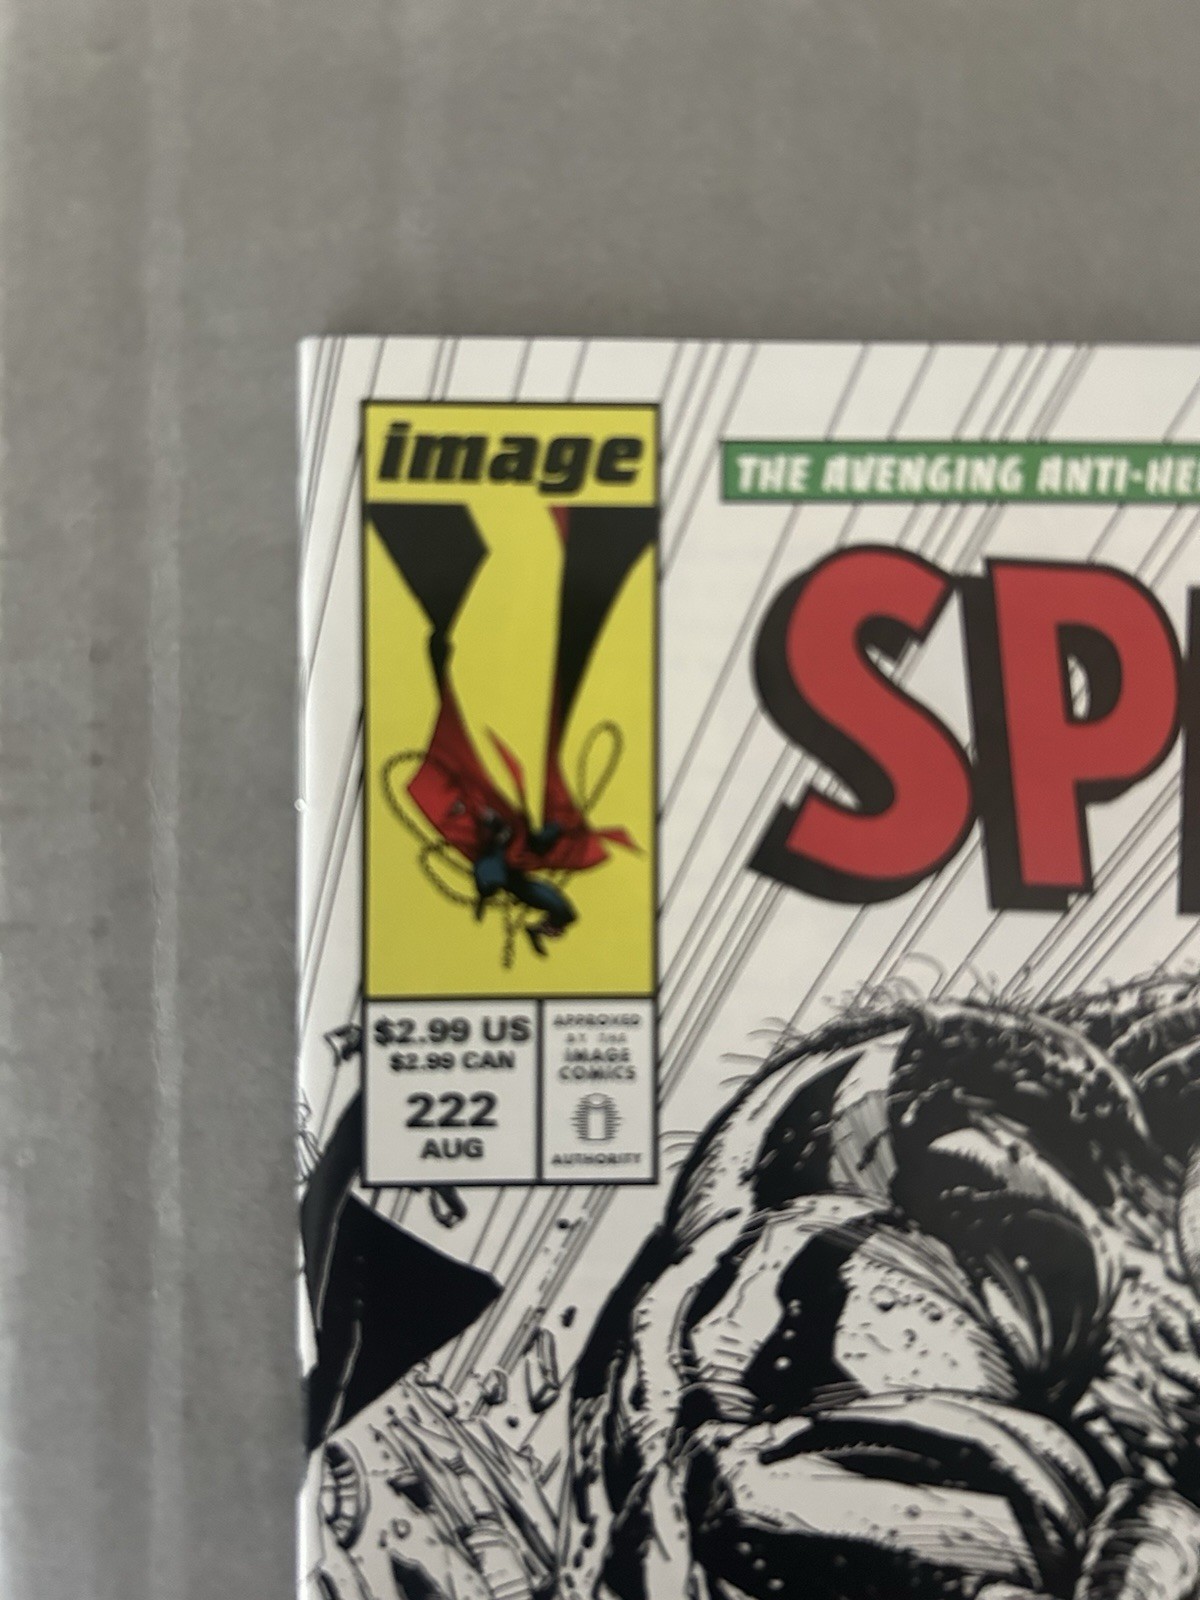 image
THE AVENGING ANTI-HE
SP
$2.99 US
$2.99 CAN
222
AUG
APPROVED
BY THE
IMAGE
COMICS
AUTHORITY